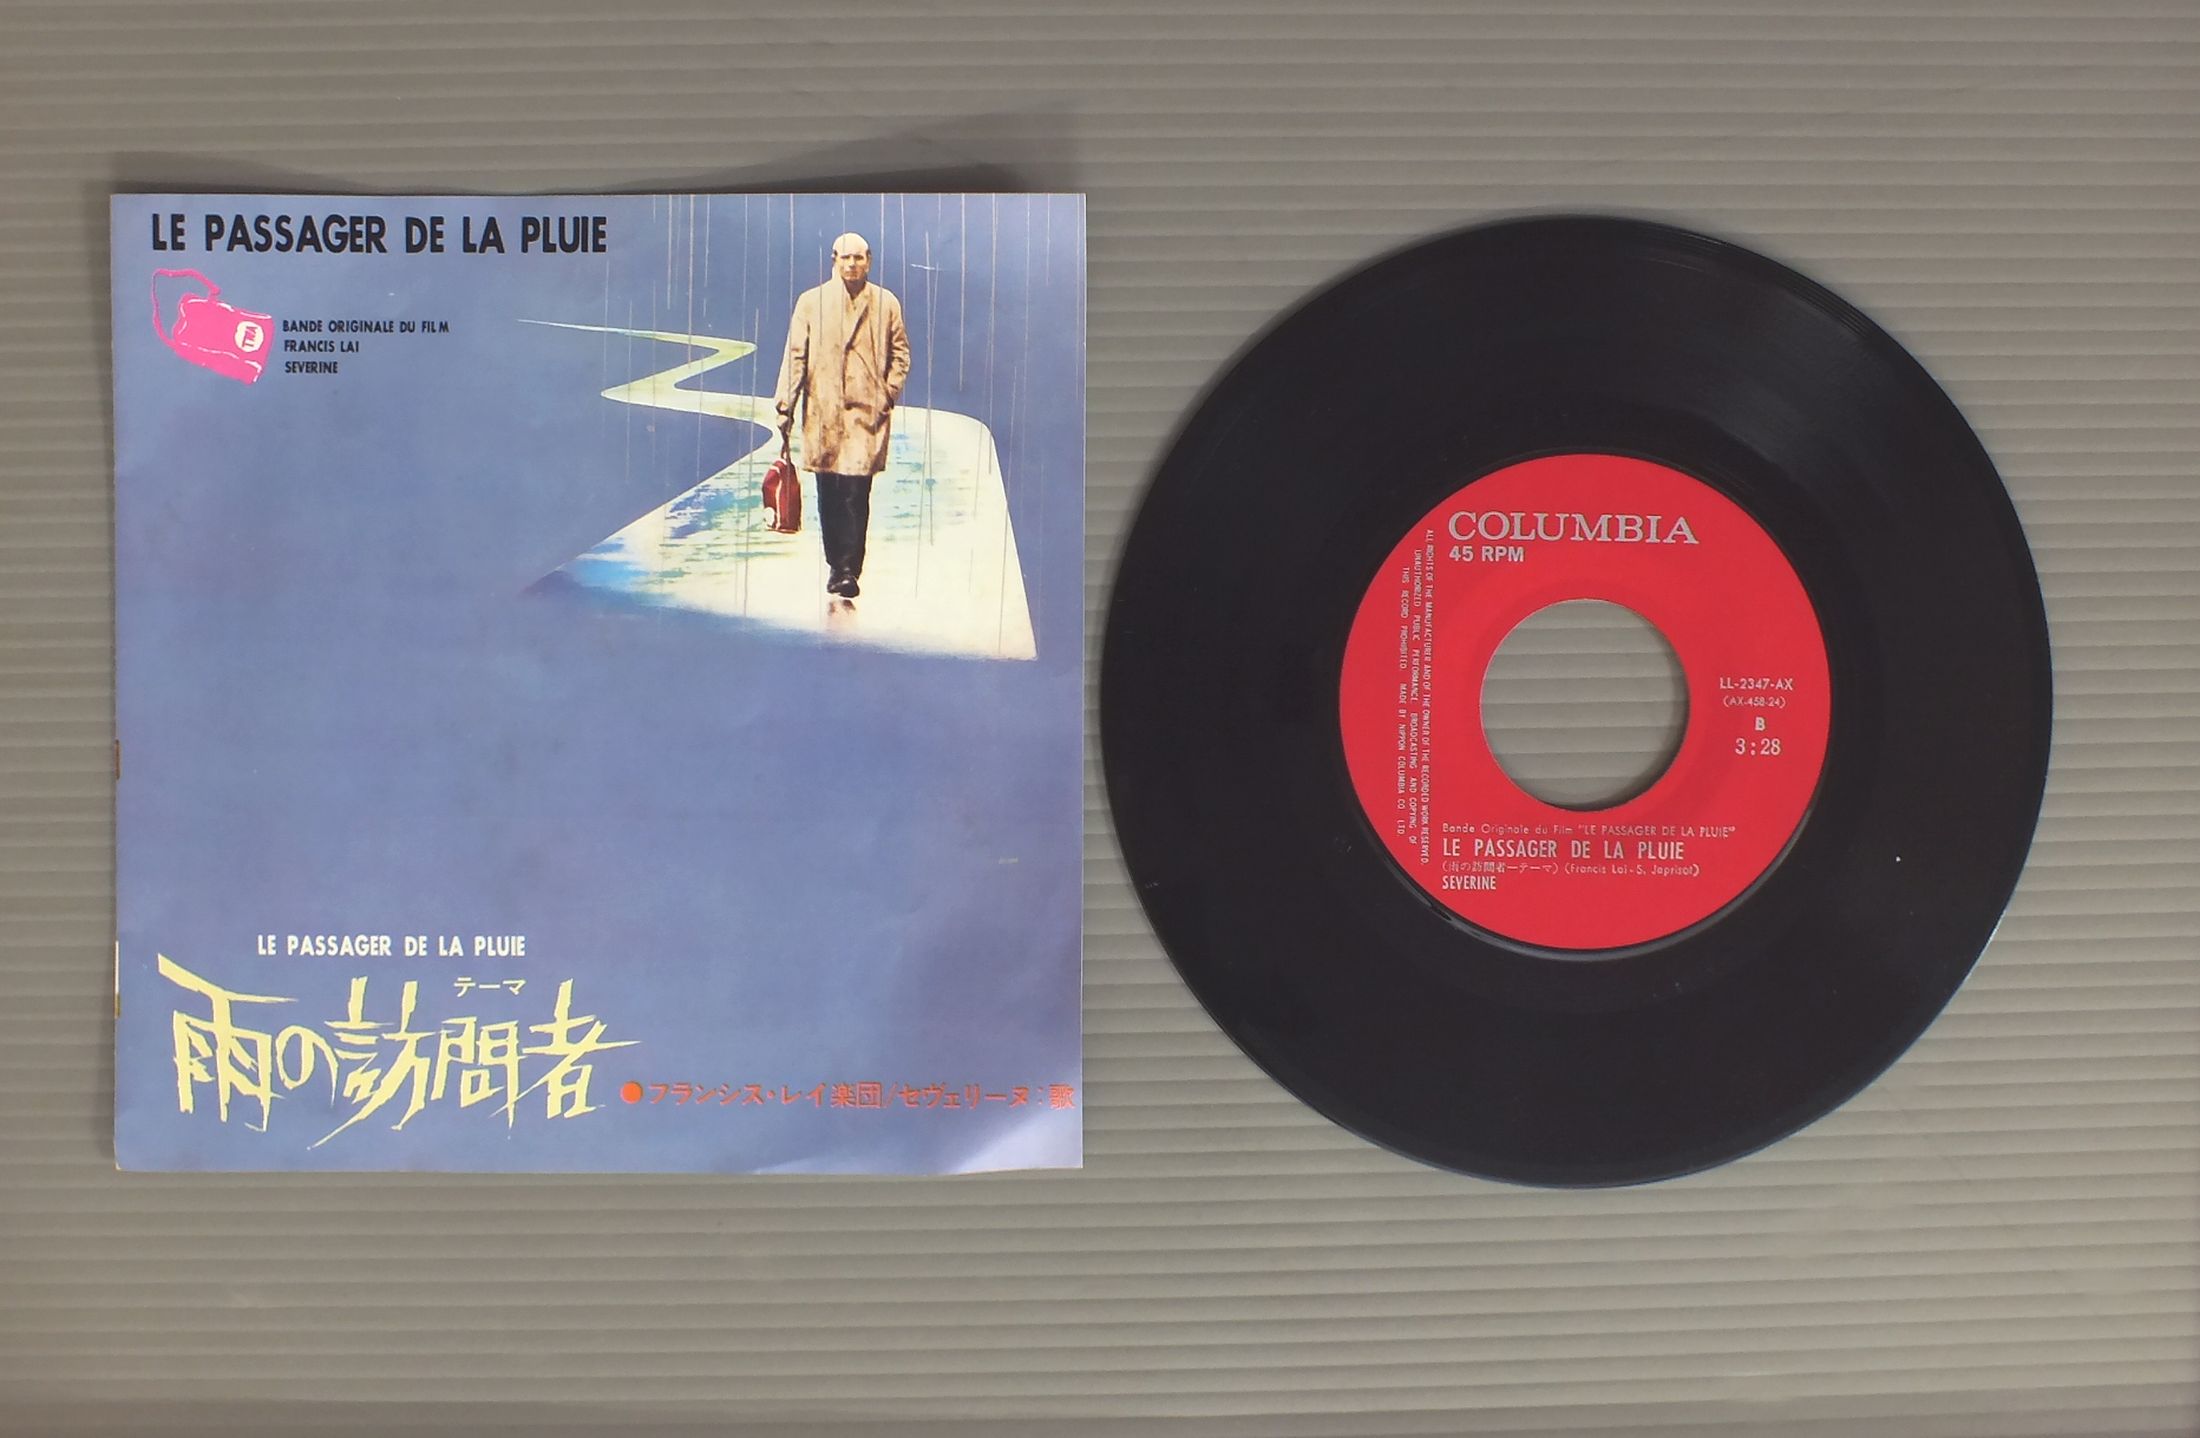 LE PASSAGER DE LA PLUIE
TWA
BANDE ORIGINALE DU FILM
FRANCIS LAI
SEVERINE
LE PASSAGER DE LA PLUIE
テーマ
雨の訪問者
●フランシス・レイ楽団/セヴェリーヌ:歌
COLUMBIA
45 RPM
ALL RIGHTS OF THE MANUFACTURER AND OF THE OWNER OF THE RECORDED WORK RESERVED.
UNAUTHORIZED PUBLIC PERFORMANCE BROADCASTING AND COPYING OF
THIS RECORD PROHIBITED. MADE BY NIPPON COLUMBIA CO. LTD.
LL-2347-AX
(AX-458-24)
B
3:28
Bande Originale du Film "LE PASSAGER DE LA PLUIE"
LE PASSAGER DE LA PLUIE
(雨の訪問者ーテーマ) (Francis Lai-S. Japrisot)
SEVERINE